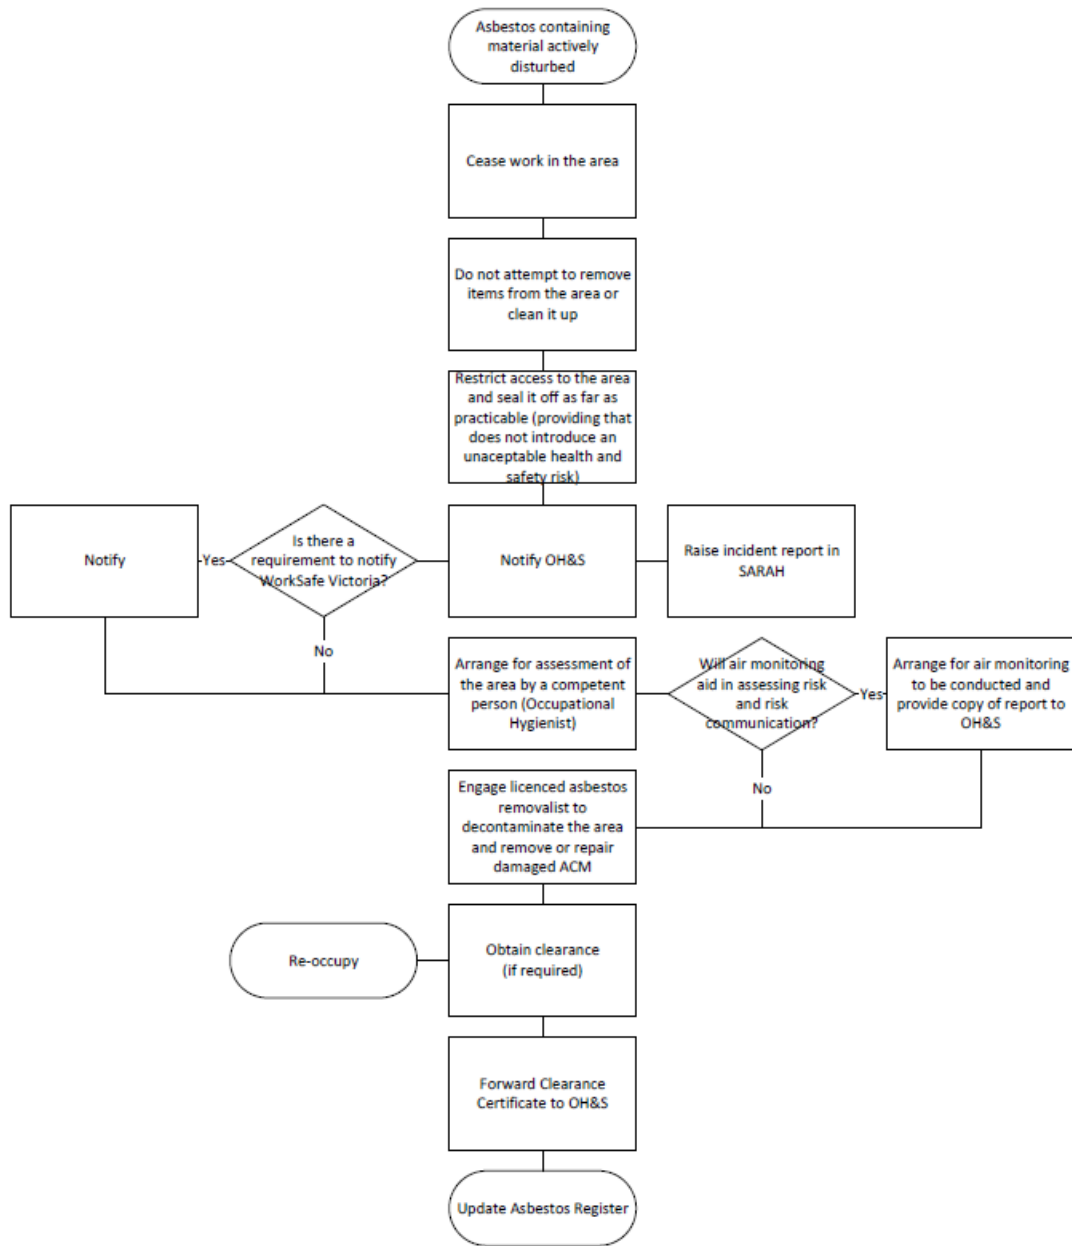 Asbestos containing
material actively
disturbed
Cease work in the area
Do not attempt to remove
items from the area or
clean it up
Restrict access to the area
and seal it off as far as
practicable (providing that
does not introduce an
unaceptable health and
safety risk)
Notify
Yes
Is there a
requirement to notify
WorkSafe Victoria?
Notify OH&S
Raise incident report in
SARAH
No
Arrange for assessment of
the area by a competent
person (Occupational
Hygienist)
Will air monitoring
aid in assessing risk
and risk
communication?
Yes
Arrange for air monitoring
to be conducted and
provide copy of report to
OH&S
No
Engage licenced asbestos
removalist to
decontaminate the area
and remove or repair
damaged ACM
Re-occupy
Obtain clearance
(if required)
Forward Clearance
Certificate to OH&S
Update Asbestos Register